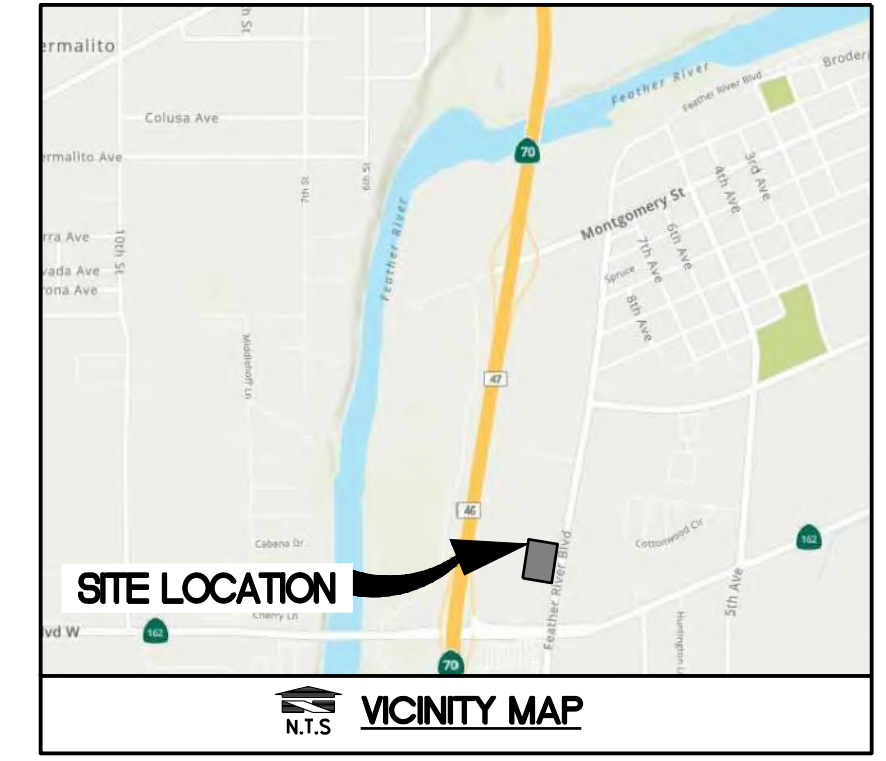 ermalito
th St
Feather River
Broder
Feather River Blvd
Colusa Ave
70
3rd Ave
4th Ave
ermalito Ave
7th St
6th St
Montgomery St
6th Ave
7th Ave
Feather River
rra Ave
10th St
vada Ave
Spruce
rona Ave
8th Ave
Middlehoff Ln
47
46
Feather River Blvd
Cottonwood Cir
162
Cabana Dr
SITE LOCATION
5th Ave
Cherry Ln
lvd W
162
Huntington L
70
N.T.S
VICINITY MAP